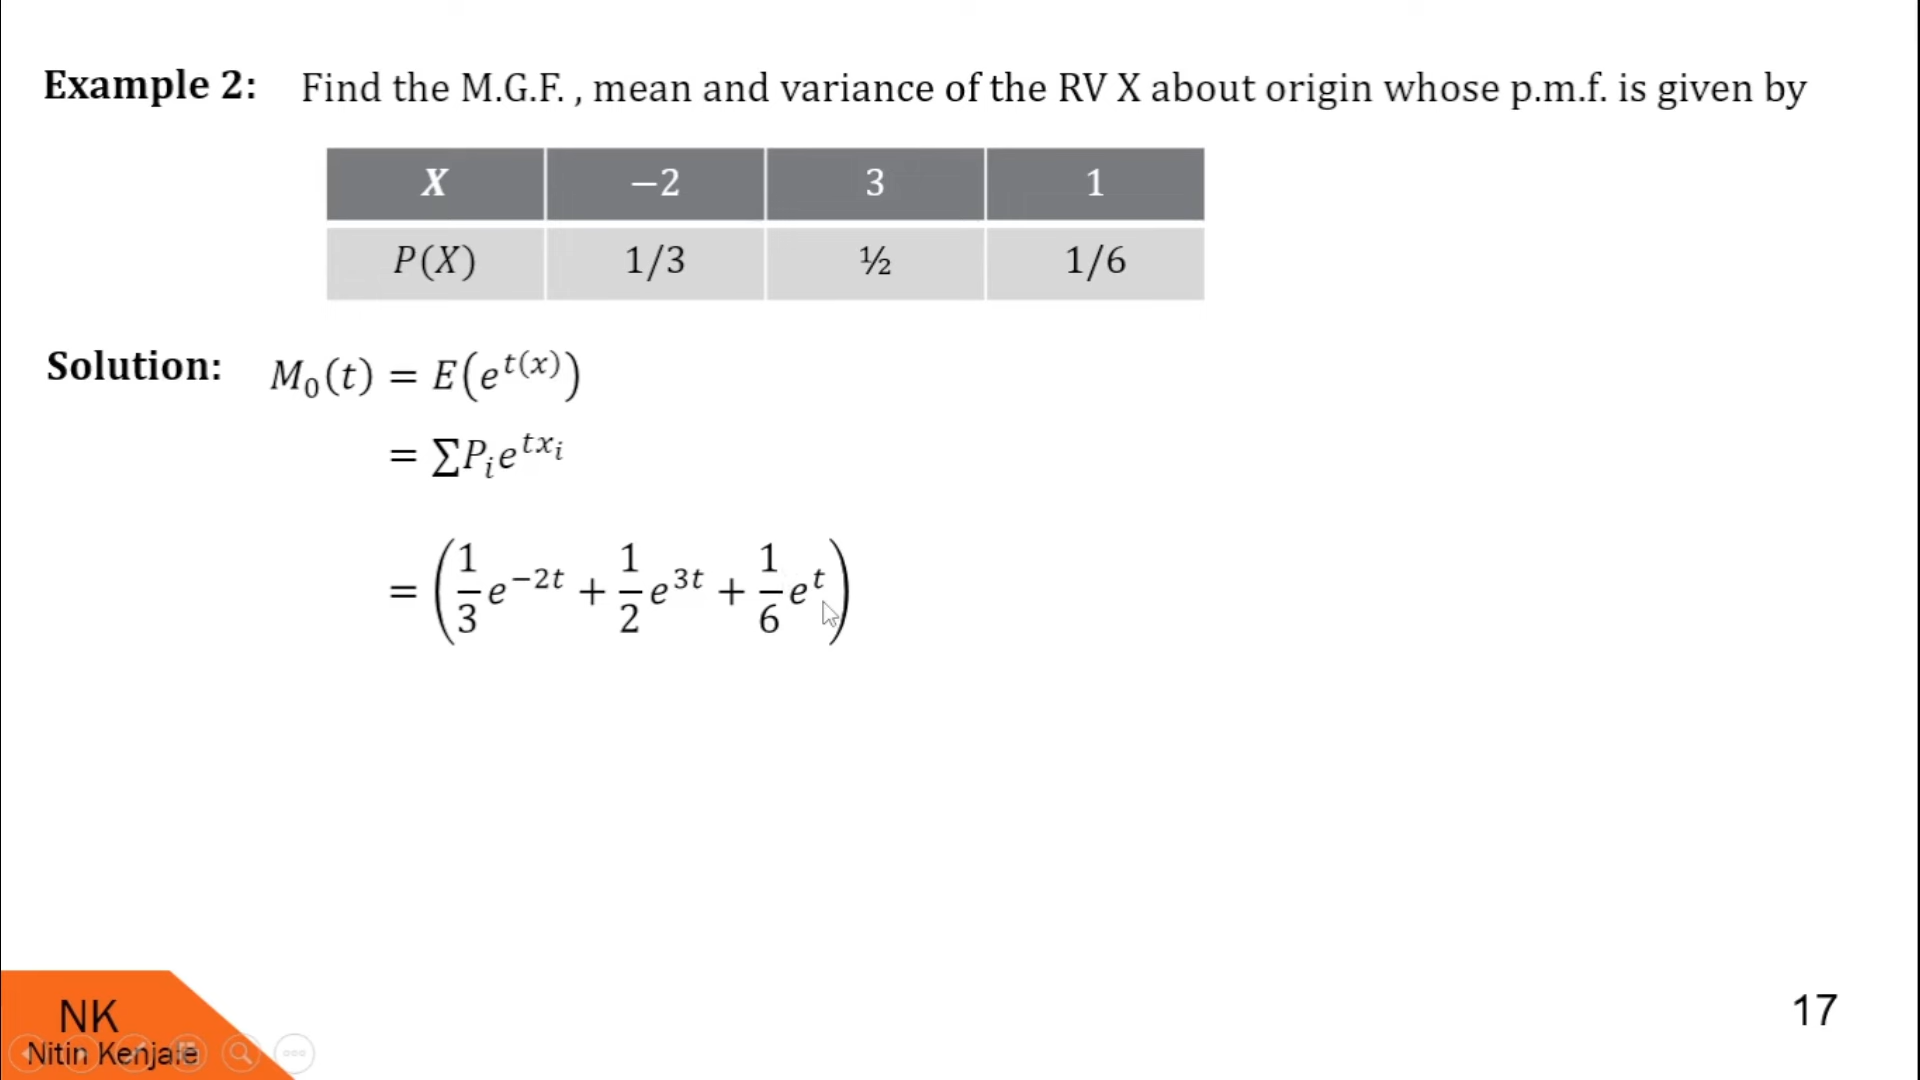 Example 2: Find the M.G.F. , mean and variance of the RV X about origin whose p.m.f. is given by
X −2 3 1
P(X) 1/3 ½ 1/6
Solution: M₀(t) = E(e^{t(x)})
= ∑Pᵢe^{txᵢ}
= (1/3 e^{−2t} + 1/2 e^{3t} + 1/6 e^{t})
NK
17
Nitin Kenjale